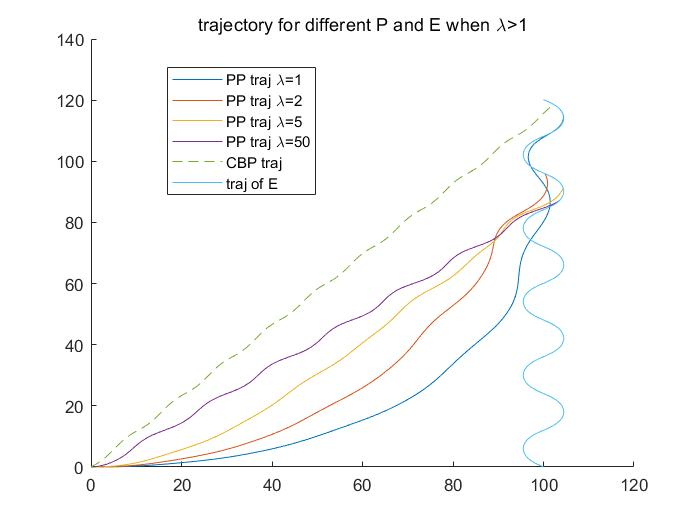 trajectory for different P and E when λ>1
140
120
100
80
60
40
20
0
PP traj λ=1
PP traj λ=2
PP traj λ=5
PP traj λ=50
CBP traj
traj of E
0 20 40 60 80 100 120